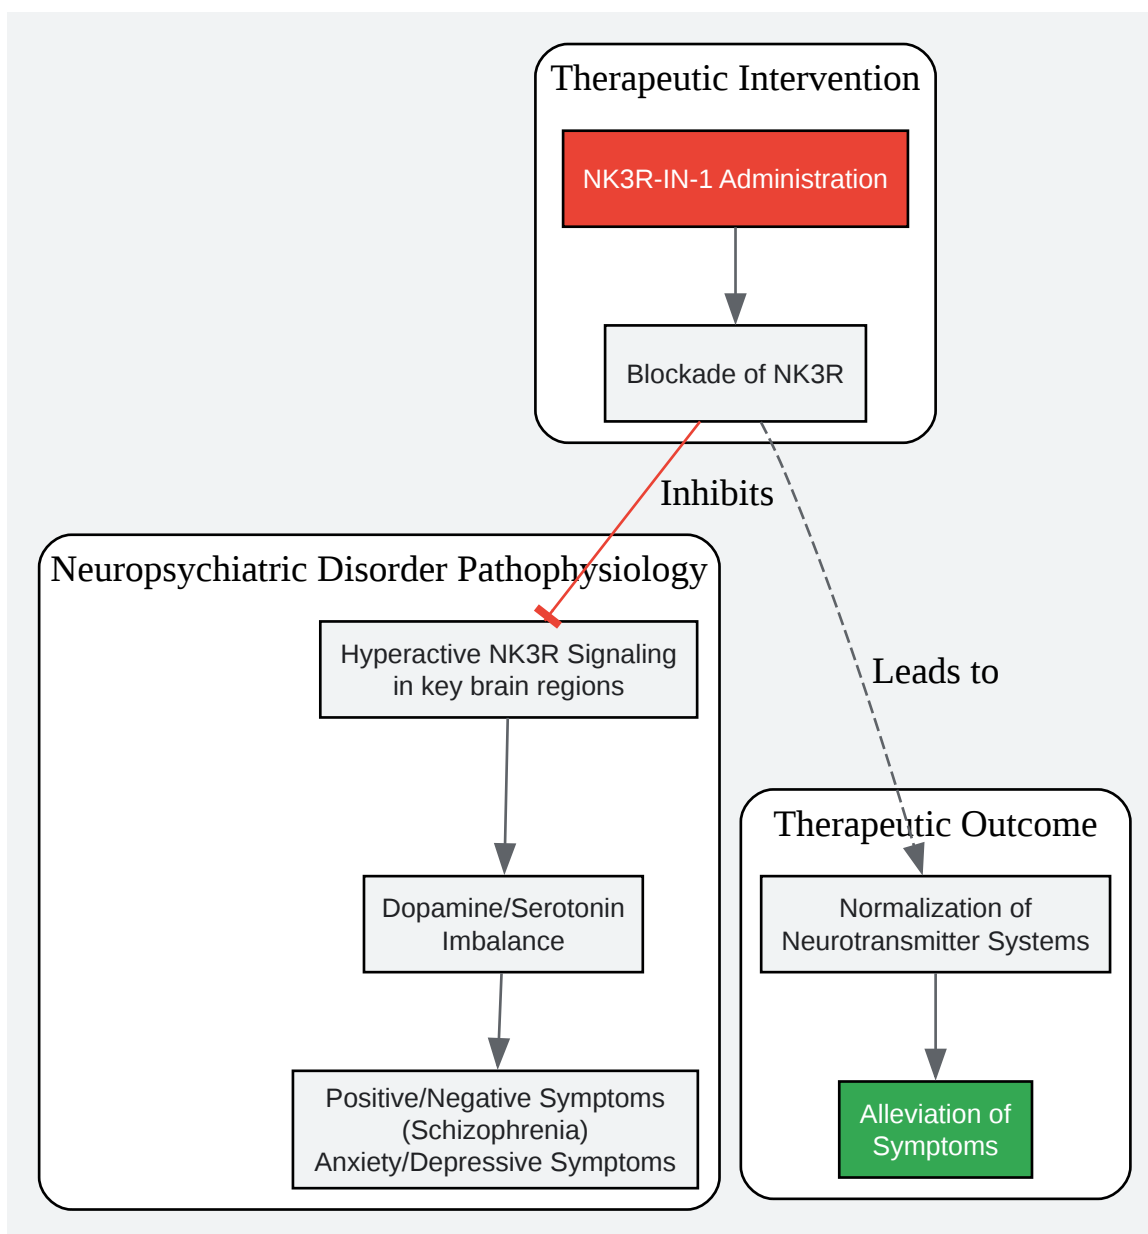 Therapeutic Intervention
NK3R-IN-1 Administration
Blockade of NK3R
Inhibits
Neuropsychiatric Disorder Pathophysiology
Hyperactive NK3R Signaling
in key brain regions
Leads to
Dopamine/Serotonin
Imbalance
Positive/Negative Symptoms
(Schizophrenia)
Anxiety/Depressive Symptoms
Therapeutic Outcome
Normalization of
Neurotransmitter Systems
Alleviation of
Symptoms